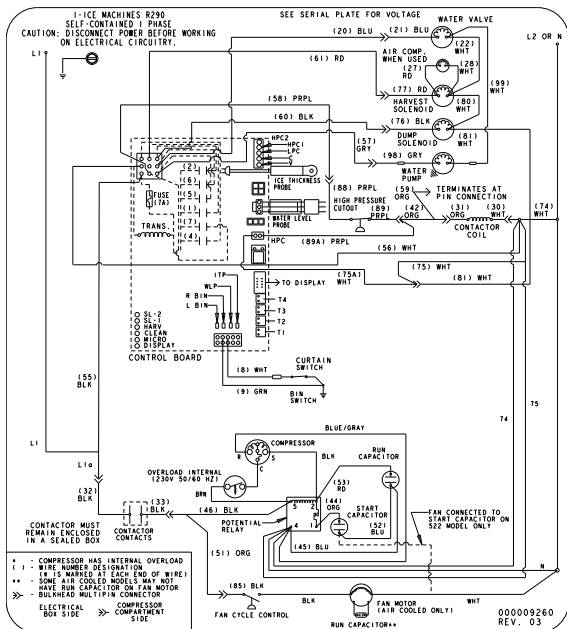 I-ICE MACHINES R290
SELF-CONTAINED I PHASE
CAUTION: DISCONNECT POWER BEFORE WORKING
ON ELECTRICAL CIRCUITRY.
SEE SERIAL PLATE FOR VOLTAGE
WATER VALVE
L1
L2 OR N
(20) BLU
(21) BLU
(22)
WHT
AIR COMP.
WHEN USED
(61) RD
(27)
RD
(28)
WHT
(99)
WHT
(77) RD
HARVEST
SOLENOID
(80)
WHT
(58) PRPL
(60) BLK
(76) BLK
DUMP
SOLENOID
(81)
WHT
(57)
GRY
(98) GRY
WATER
PUMP
HPC2
HPC1
LPC
C
V
(2)
(6)
(5)
(1)
(7)
(4)
FUSE
(7A)
TRANS.
ICE THICKNESS
PROBE
WATER LEVEL
PROBE
HPC
(88)
PRPL
HIGH PRESSURE
CUTOUT
(89)
PRPL
(59)
ORG
(42)
ORG
TERMINATES AT
PIN CONNECTION
(31)
ORG
(30)
WHT
(74)
WHT
CONTACTOR
COIL
(89A) PRPL
(56) WHT
(75) WHT
(75A)
WHT
(81) WHT
TO DISPLAY
ITP
WLP
R BIN
L BIN
T4
T3
T2
T1
SL-2
SL-1
HARV
CLEAN
MICRO
DISPLAY
CONTROL BOARD
CURTAIN
SWITCH
(8) WHT
(9) GRN
BIN
SWITCH
(55)
BLK
75
74
L1
L1a
BLUE/GRAY
COMPRESSOR
R
S
C
BLK
RUN
CAPACITOR
OVERLOAD INTERNAL
(230V 50/60 HZ)
BRN
(53)
RD
(32)
BLK
(33)
BLK
(46) BLK
5
2
4
1
(44)
ORG
START
CAPACITOR
(52)
BLU
FAN CONNECTED TO
START CAPACITOR ON
S22 MODEL ONLY
CONTACTOR MUST
REMAIN ENCLOSED
IN A SEALED BOX
CONTACTOR
CONTACTS
POTENTIAL
RELAY
(45) BLU
(51) ORG
N
* - COMPRESSOR HAS INTERNAL OVERLOAD
( ) - WIRE NUMBER DESIGNATION
(# IS MARKED AT EACH END OF WIRE)
** - SOME AIR COOLED MODELS MAY NOT
HAVE RUN CAPACITOR ON FAN MOTOR
>>- - BULKHEAD MULTIPIN CONNECTOR
ELECTRICAL
BOX SIDE
COMPRESSOR
COMPARTMENT
SIDE
(85) BLK
BLK
FAN CYCLE CONTROL
FAN MOTOR
(AIR COOLED ONLY)
WHT
RUN CAPACITOR**
000009260
REV. 03